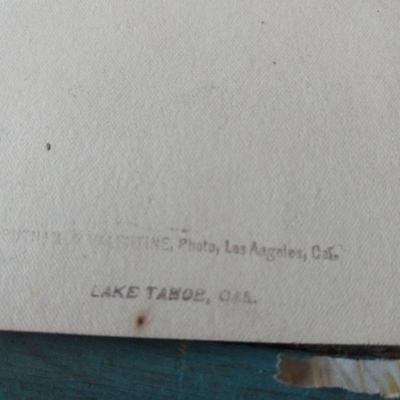 & VALENTINE, Photo, Los Angeles, Cal.
LAKE TAHOE, CAL.